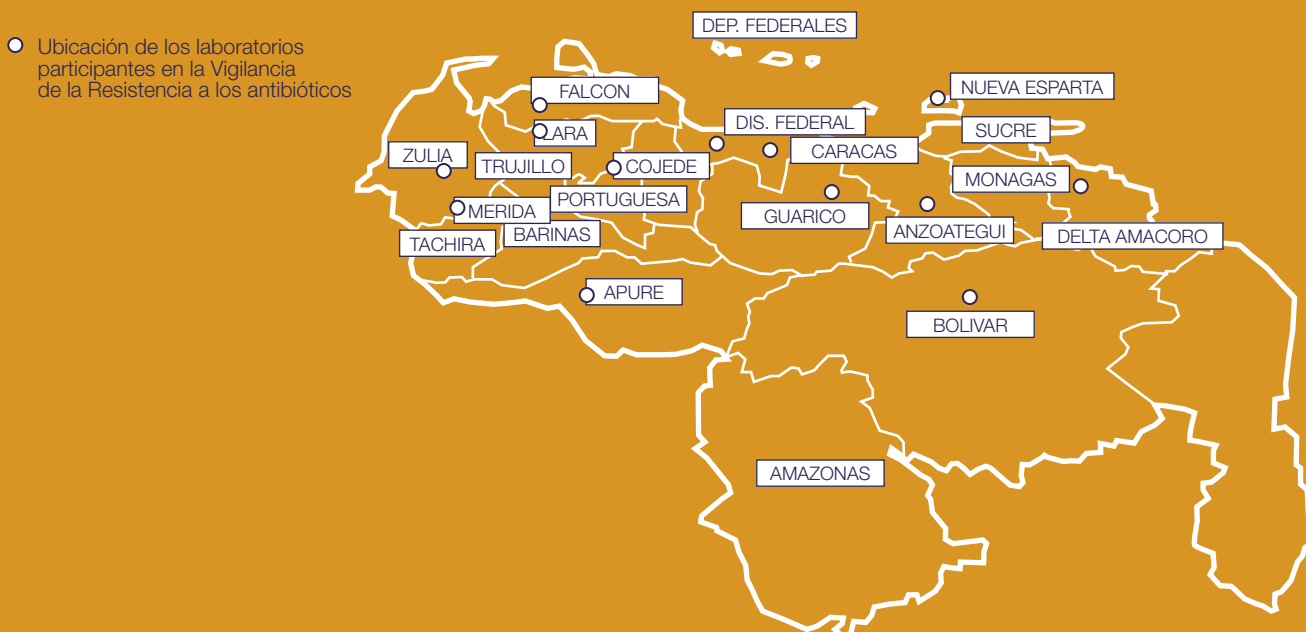 Ubicación de los laboratorios
participantes en la Vigilancia
de la Resistencia a los antibióticos
DEP. FEDERALES
FALCON
NUEVA ESPARTA
LARA
DIS. FEDERAL
SUCRE
ZULIA
TRUJILLO
COJEDE
CARACAS
MONAGAS
MERIDA
PORTUGUESA
GUARICO
ANZOATEGUI
DELTA AMACORO
TACHIRA
BARINAS
APURE
BOLIVAR
AMAZONAS